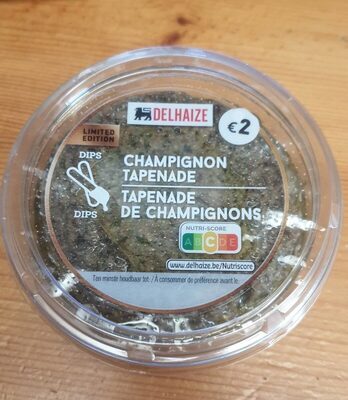 DELHAIZE
€2
LIMITED
EDITION
DIPS
CHAMPIGNON
TAPENADE
TAPENADE
DE CHAMPIGNONS
DIPS
NUTRI-SCORE
A B C D E
www.delhaize.be/Nutriscore
Ten minste houdbaar tot: / À consommer de préférence avant le: